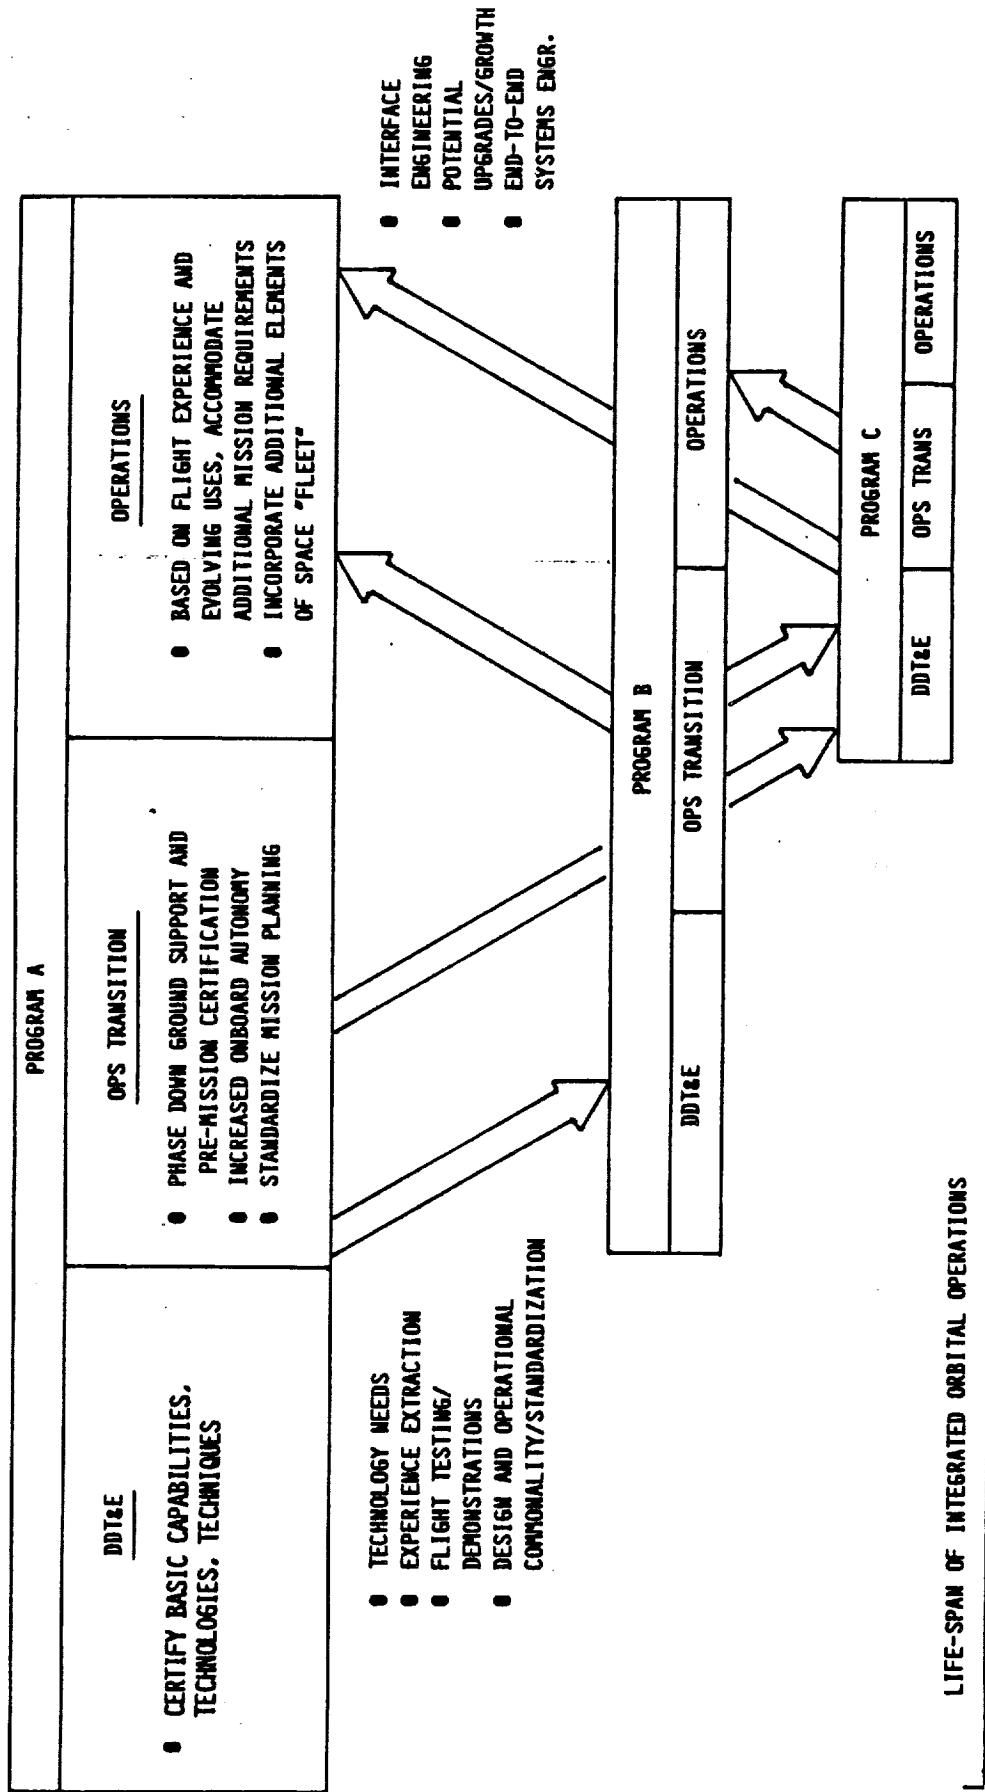 PROGRAM A
DDT&E
● CERTIFY BASIC CAPABILITIES,
TECHNOLOGIES, TECHNIQUES
OPS TRANSITION
● PHASE DOWN GROUND SUPPORT AND
PRE-MISSION CERTIFICATION
● INCREASED ONBOARD AUTONOMY
● STANDARDIZE MISSION PLANNING
OPERATIONS
● BASED ON FLIGHT EXPERIENCE AND
EVOLVING USES, ACCOMMODATE
ADDITIONAL MISSION REQUIREMENTS
● INCORPORATE ADDITIONAL ELEMENTS
OF SPACE "FLEET"
● TECHNOLOGY NEEDS
● EXPERIENCE EXTRACTION
● FLIGHT TESTING/
DEMONSTRATIONS
● DESIGN AND OPERATIONAL
COMMONALITY/STANDARDIZATION
● INTERFACE
ENGINEERING
● POTENTIAL
UPGRADES/GROWTH
● END-TO-END
SYSTEMS ENGR.
PROGRAM B
DDT&E
OPS TRANSITION
OPERATIONS
PROGRAM C
DDT&E
OPS TRANS
OPERATIONS
LIFE-SPAN OF INTEGRATED ORBITAL OPERATIONS